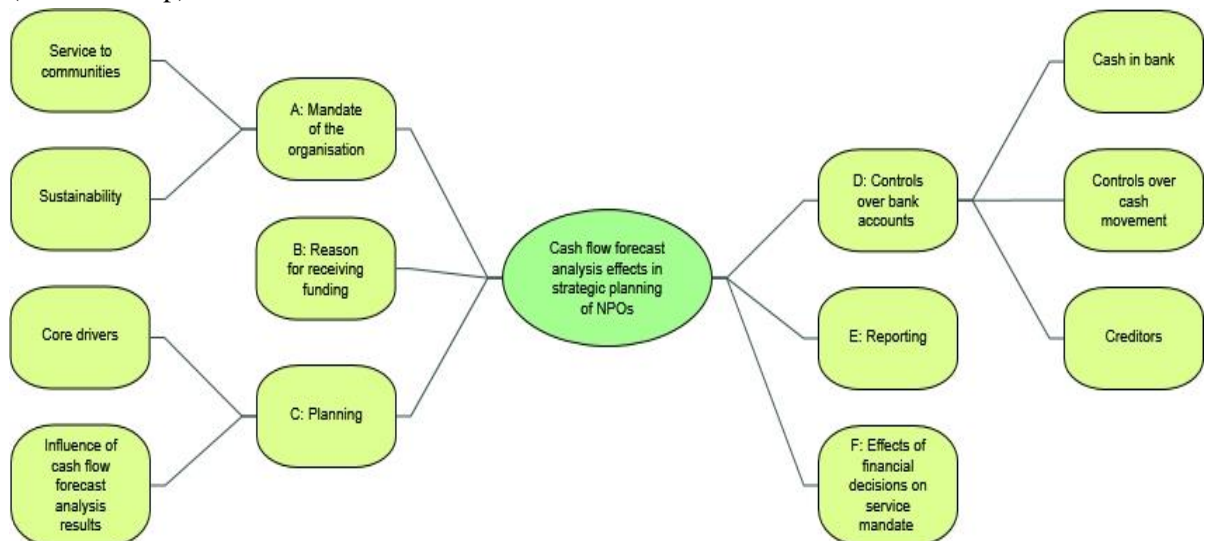 Service to
communities
Sustainability
A: Mandate
of the
organisation
B: Reason
for receiving
funding
Core drivers
Influence of
cash flow
forecast
analysis
results
C: Planning
Cash flow forecast
analysis effects in
strategic planning
of NPOs
D: Controls
over bank
accounts
Cash in bank
Controls over
cash
movement
Creditors
E: Reporting
F: Effects of
financial
decisions on
service
mandate